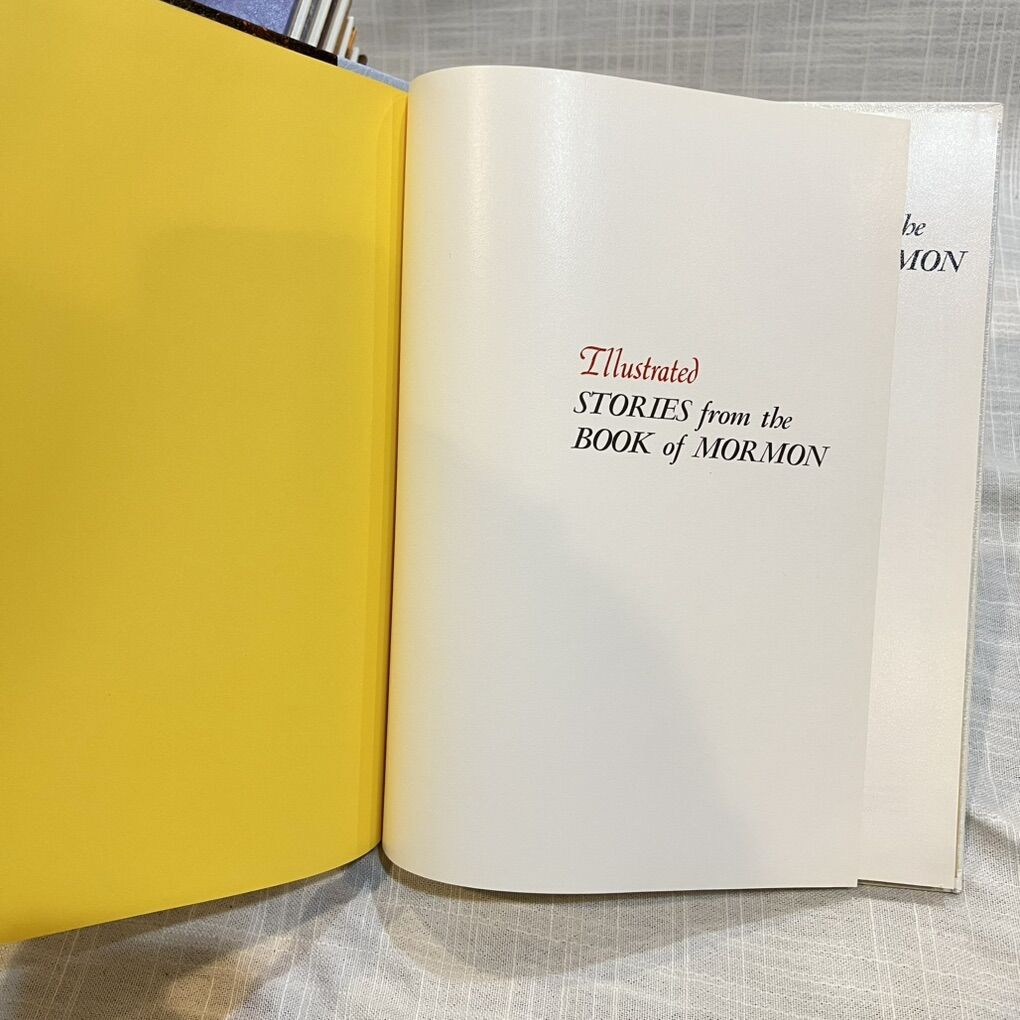 Illustrated
STORIES from the
BOOK of MORMON
he
MON